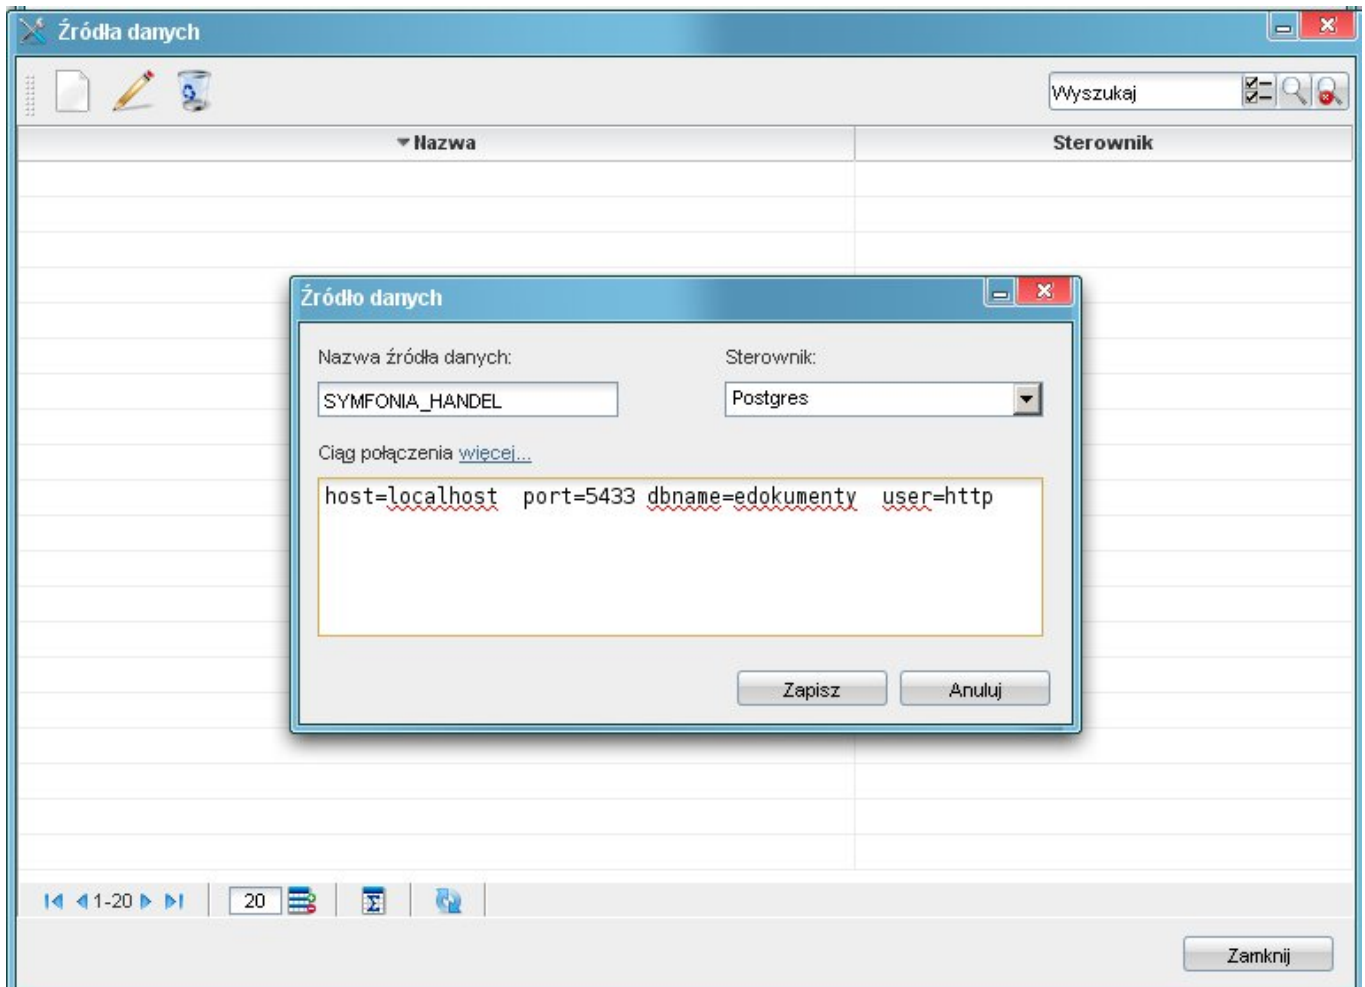 Źródła danych
Wyszukaj
Nazwa Sterownik
Źródło danych
Nazwa źródła danych: Sterownik:
SYMFONIA_HANDEL Postgres
Ciąg połączenia więcej...
host=localhost port=5433 dbname=edokumenty user=http
Zapisz Anuluj
1-20 20
Zamknij